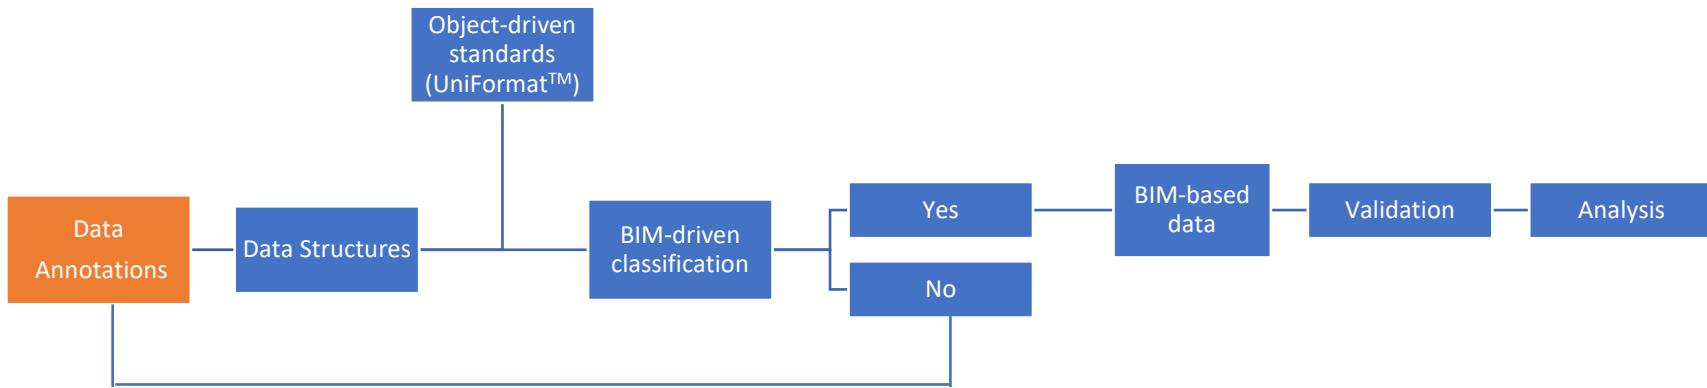 Object-driven
standards
(UniFormat™)
Data
Annotations
Data Structures
BIM-driven
classification
Yes
No
BIM-based
data
Validation
Analysis